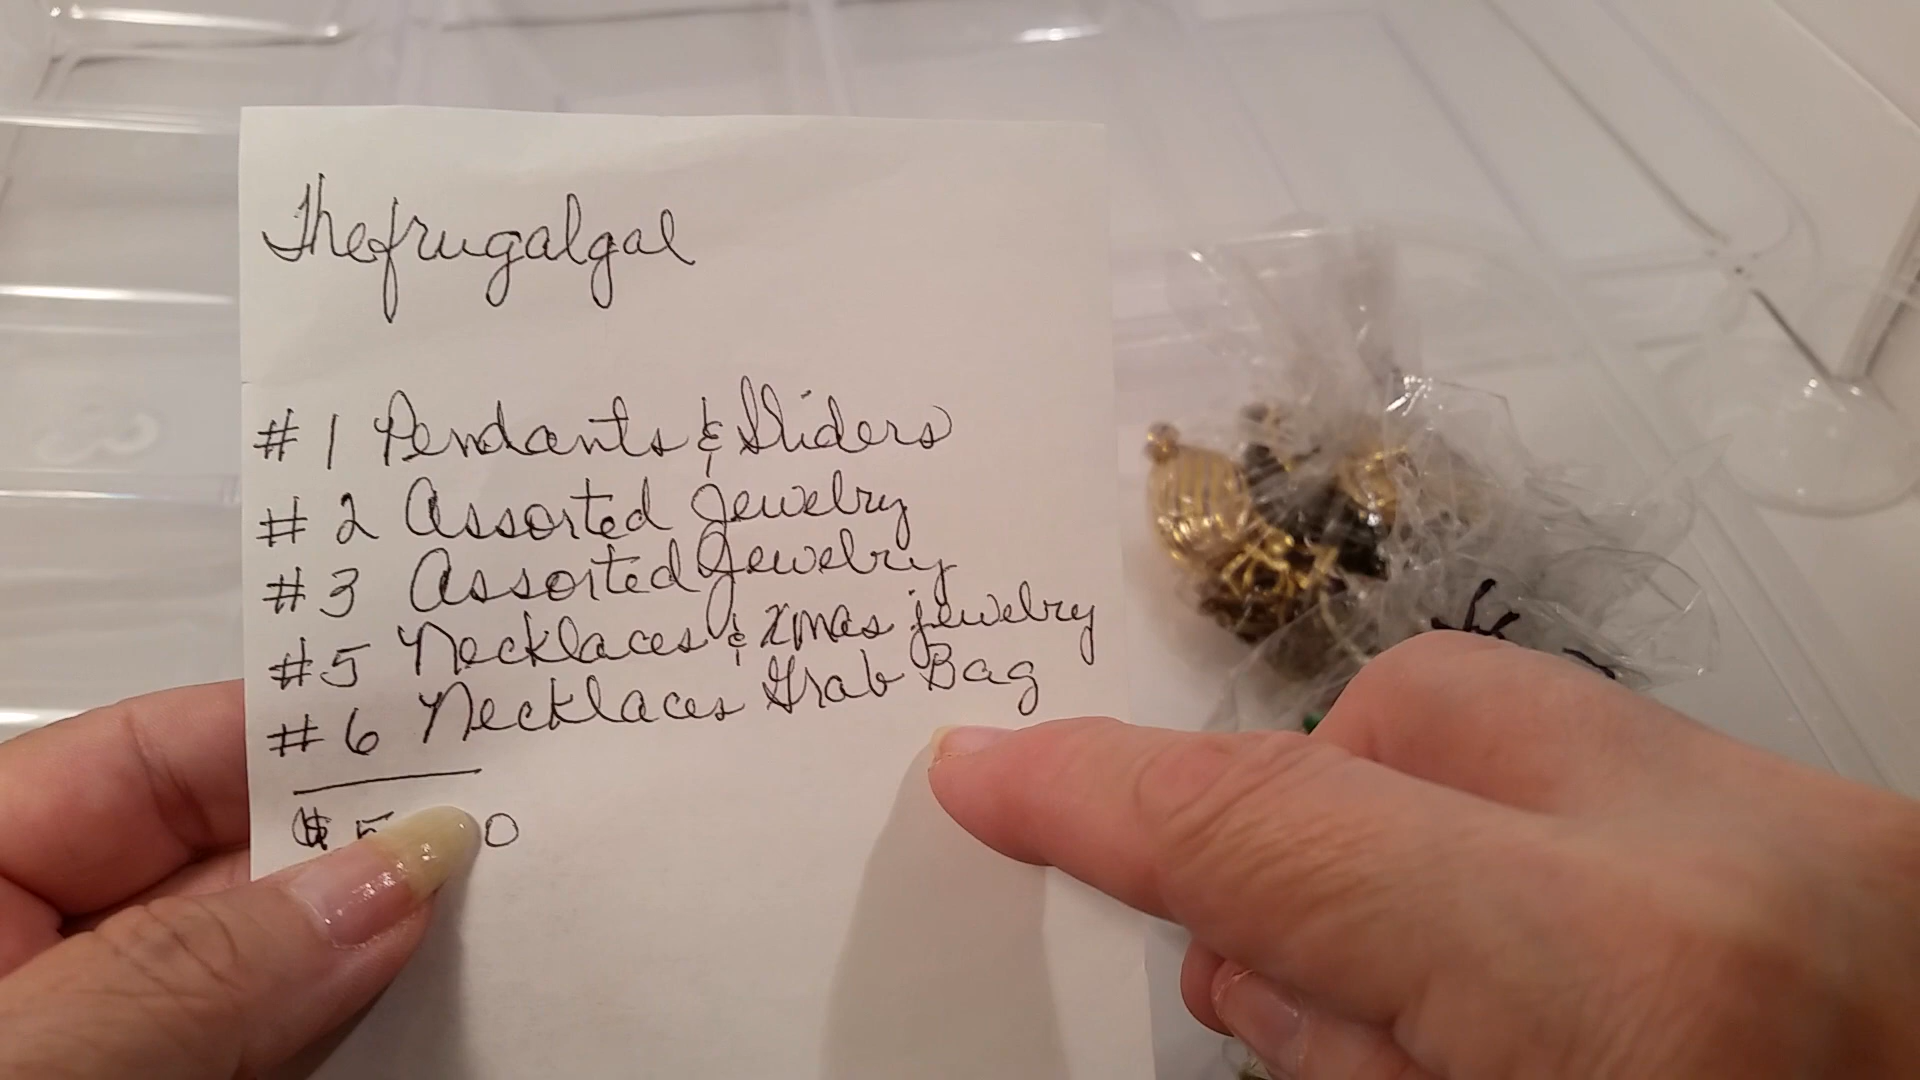 Thefrugalgal
#1 Pendants & Sliders
#2 Assorted Jewelry
#3 Assorted Jewelry
#5 Necklaces & Xmas jewelry
#6 Necklaces Grab Bag